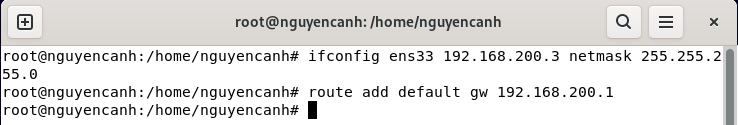 root@nguyencanh: /home/nguyencanh
root@nguyencanh:/home/nguyencanh# ifconfig ens33 192.168.200.3 netmask 255.255.2
55.0
root@nguyencanh:/home/nguyencanh# route add default gw 192.168.200.1
root@nguyencanh:/home/nguyencanh#